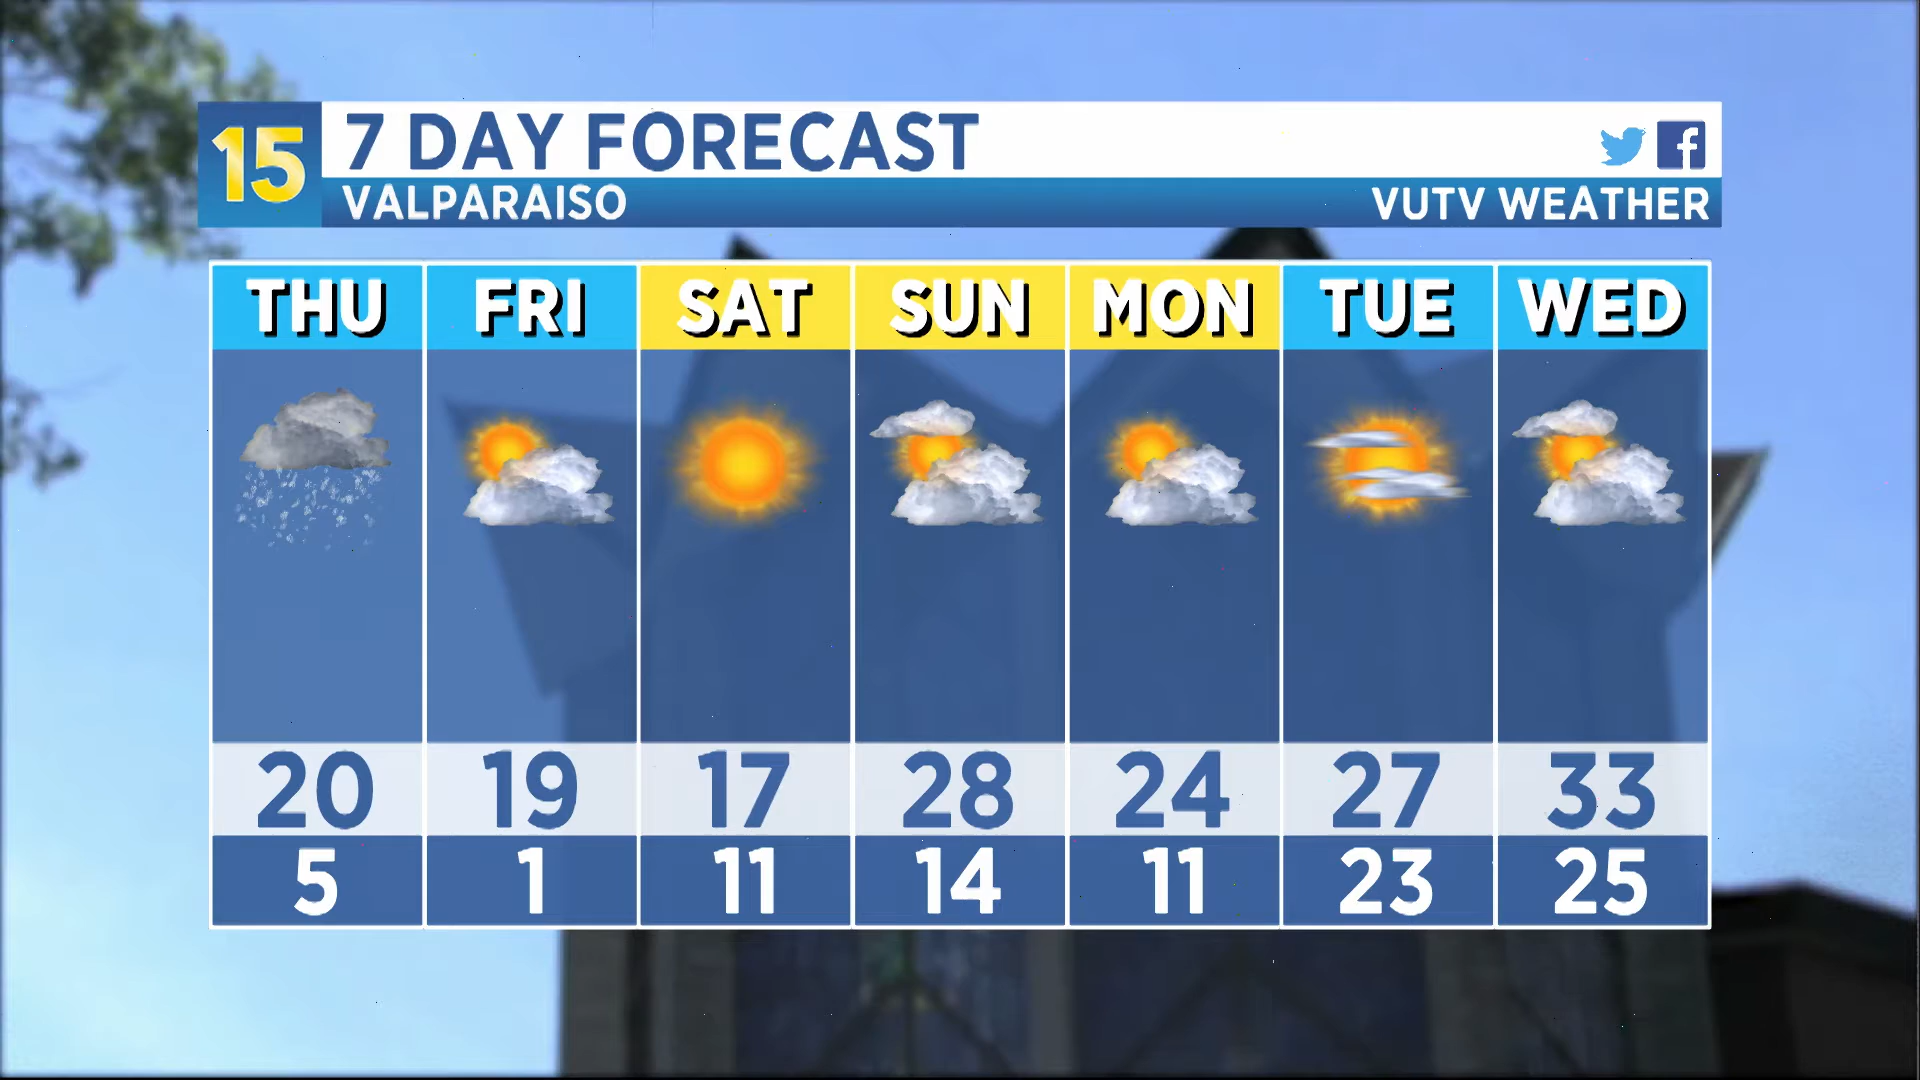 15
7 DAY FORECAST
VALPARAISO
VUTV WEATHER
THU FRI SAT SUN MON TUE WED
20 19 17 28 24 27 33
5 1 11 14 11 23 25